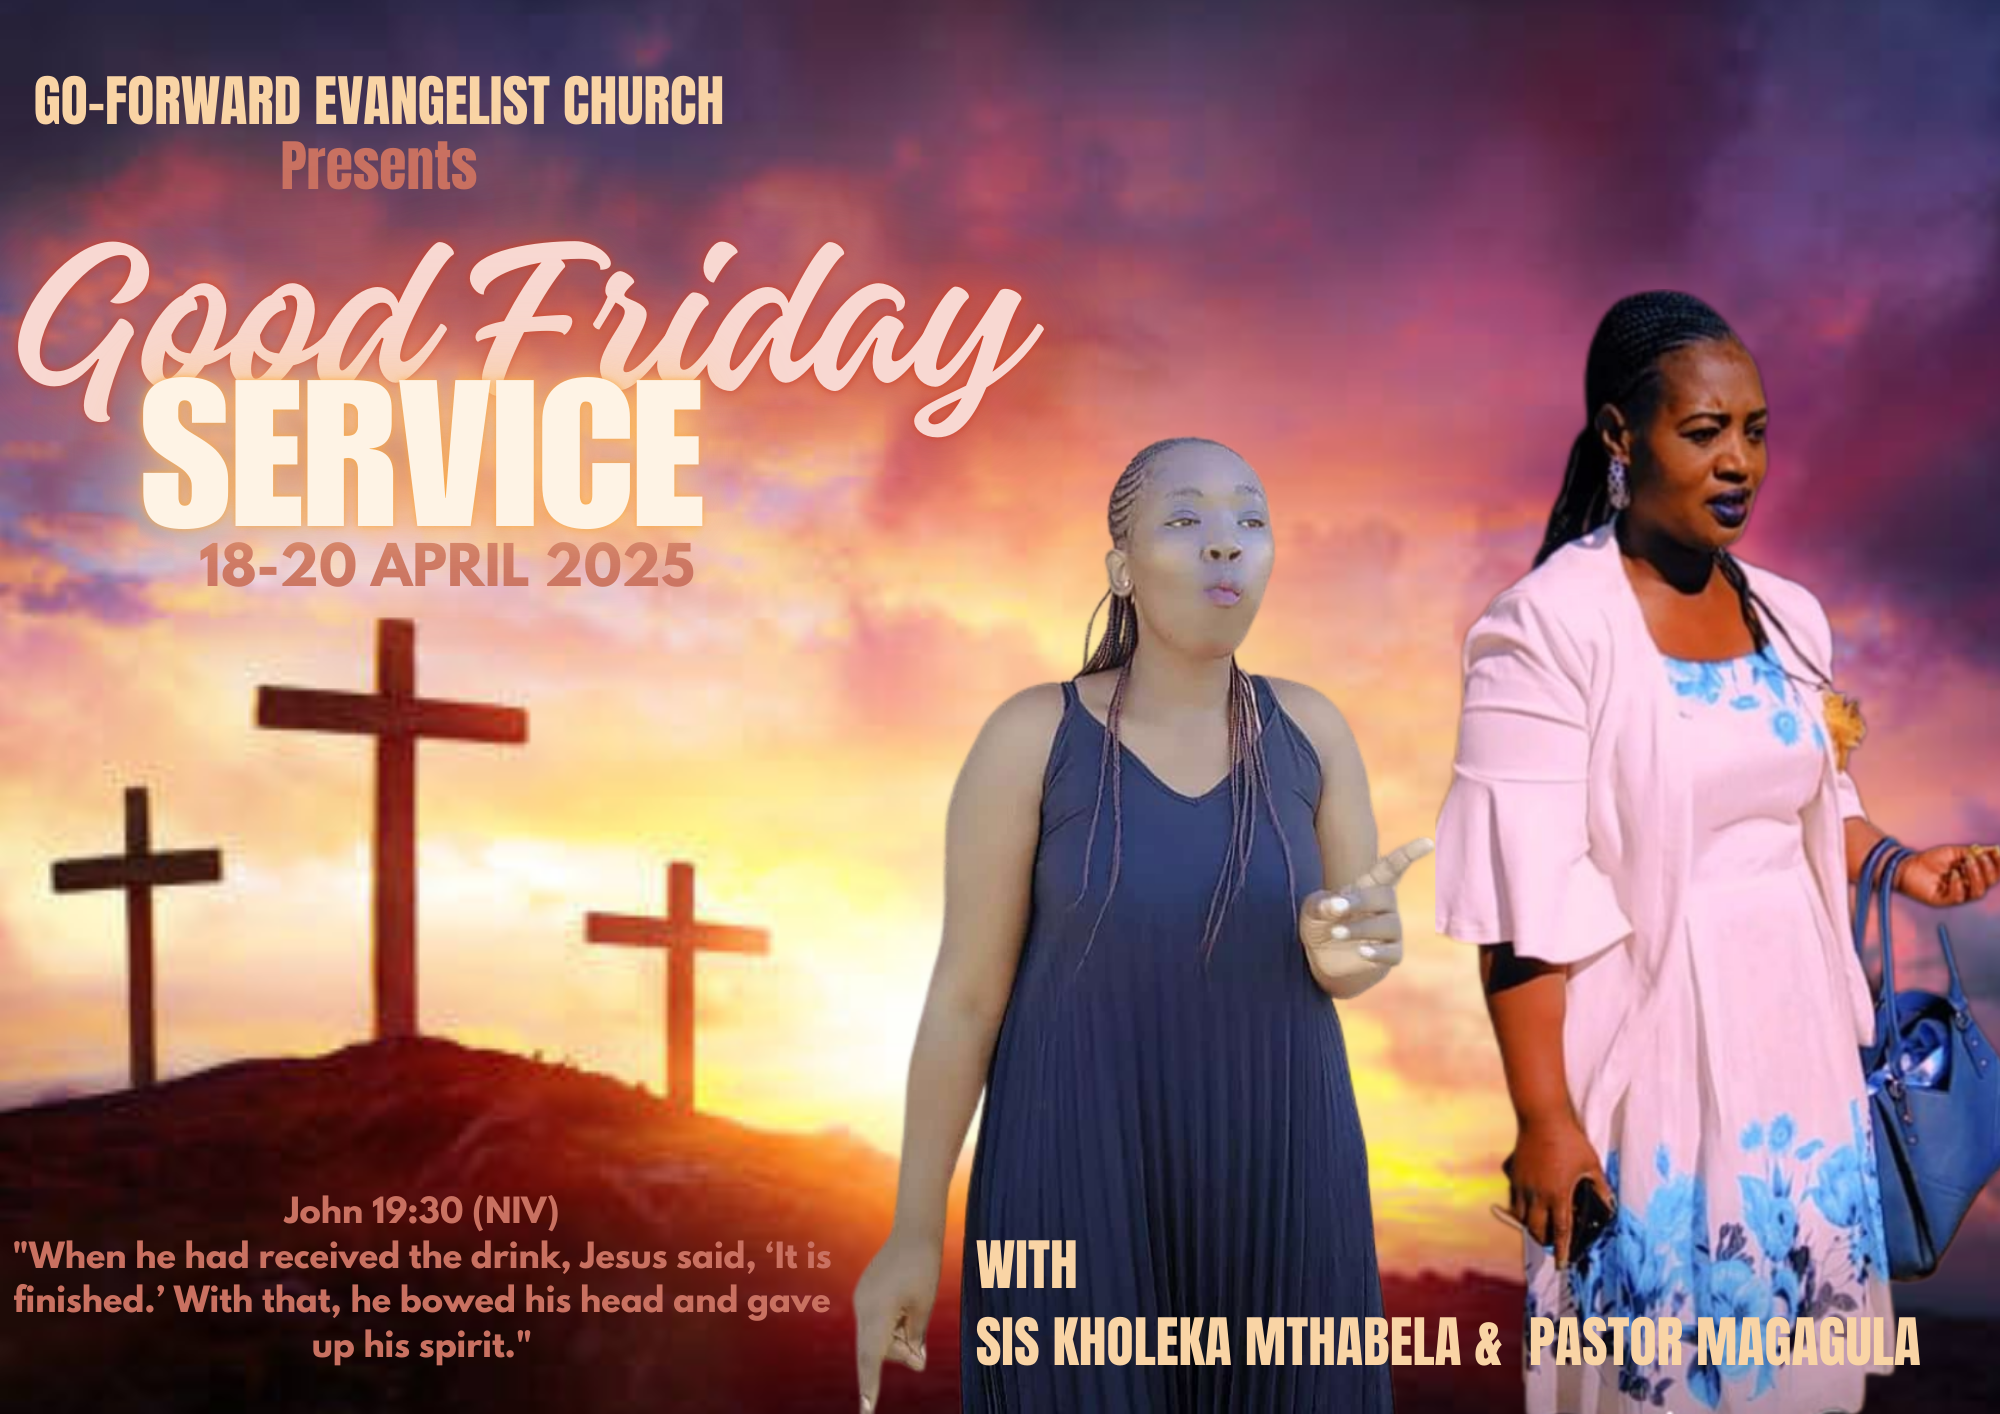 GO-FORWARD EVANGELIST CHURCH
Presents
Good Friday
SERVICE
18-20 APRIL 2025
John 19:30 (NIV)
"When he had received the drink, Jesus said, ‘It is
finished.’ With that, he bowed his head and gave
up his spirit."
WITH
SIS KHOLEKA MTHABELA & PASTOR MAGAGULA